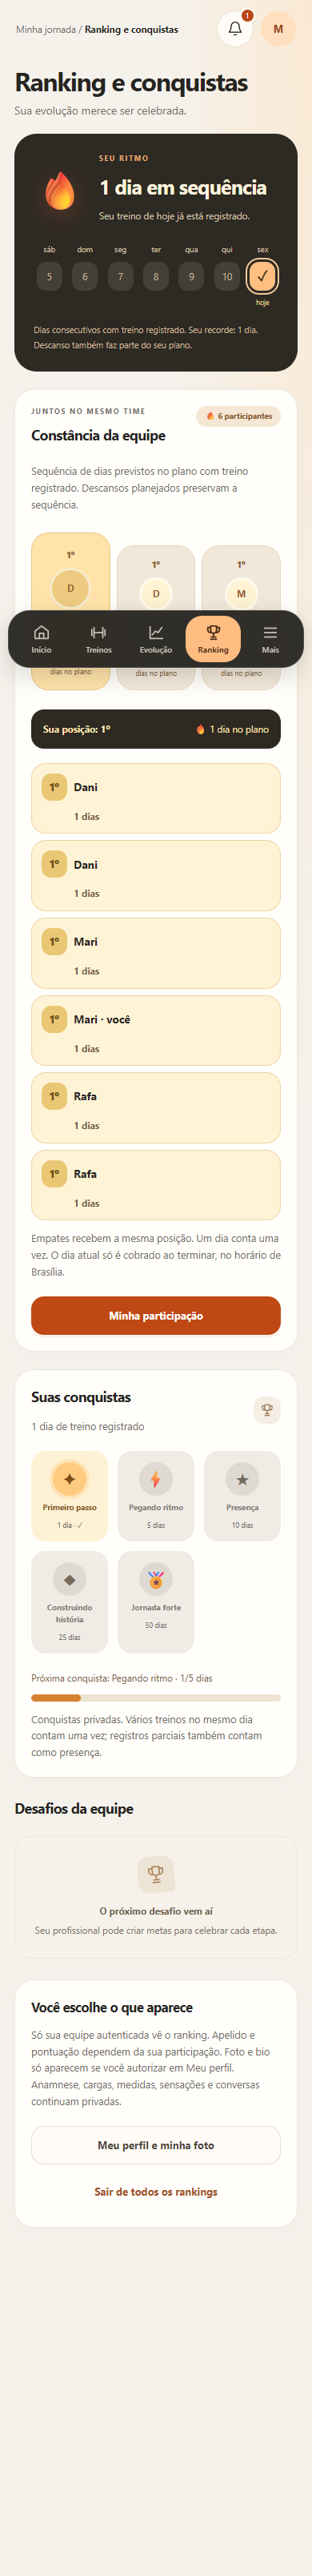 Minha jornada / Ranking e conquistas
1
M
Ranking e conquistas
Sua evolução merece ser celebrada.
SEU RITMO
1 dia em sequência
Seu treino de hoje já está registrado.
sáb dom seg ter qua qui sex
5 6 7 8 9 10 ✓
hoje
Dias consecutivos com treino registrado. Seu recorde: 1 dia.
Descanso também faz parte do seu plano.
JUNTOS NO MESMO TIME
6 participantes
Constância da equipe
Sequência de dias previstos no plano com treino
registrado. Descansos planejados preservam a
sequência.
1º 1º 1º
D D M
Início Treinos Evolução Ranking Mais
dias no plano dias no plano dias no plano
Sua posição: 1º 1 dia no plano
1º Dani
1 dias
1º Dani
1 dias
1º Mari
1 dias
1º Mari · você
1 dias
1º Rafa
1 dias
1º Rafa
1 dias
Empates recebem a mesma posição. Um dia conta uma
vez. O dia atual só é cobrado ao terminar, no horário de
Brasília.
Minha participação
Suas conquistas
1 dia de treino registrado
Primeiro passo Pegando ritmo Presença
1 dia · ✓ 5 dias 10 dias
Construindo
história
25 dias
Jornada forte
50 dias
Próxima conquista: Pegando ritmo · 1/5 dias
Conquistas privadas. Vários treinos no mesmo dia
contam uma vez; registros parciais também contam
como presença.
Desafios da equipe
O próximo desafio vem aí
Seu profissional pode criar metas para celebrar cada etapa.
Você escolhe o que aparece
Só sua equipe autenticada vê o ranking. Apelido e
pontuação dependem da sua participação. Foto e bio
só aparecem se você autorizar em Meu perfil.
Anamnese, cargas, medidas, sensações e conversas
continuam privadas.
Meu perfil e minha foto
Sair de todos os rankings